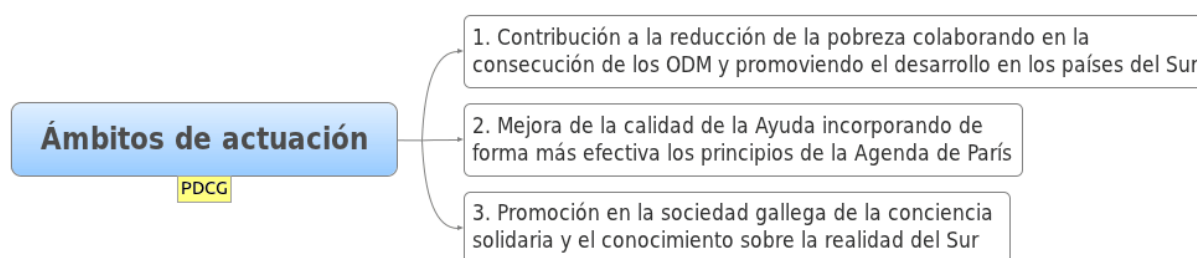 Ámbitos de actuación
PDCG
1. Contribución a la reducción de la pobreza colaborando en la
consecución de los ODM y promoviendo el desarrollo en los países del Sur
2. Mejora de la calidad de la Ayuda incorporando de
forma más efectiva los principios de la Agenda de París
3. Promoción en la sociedad gallega de la conciencia
solidaria y el conocimiento sobre la realidad del Sur